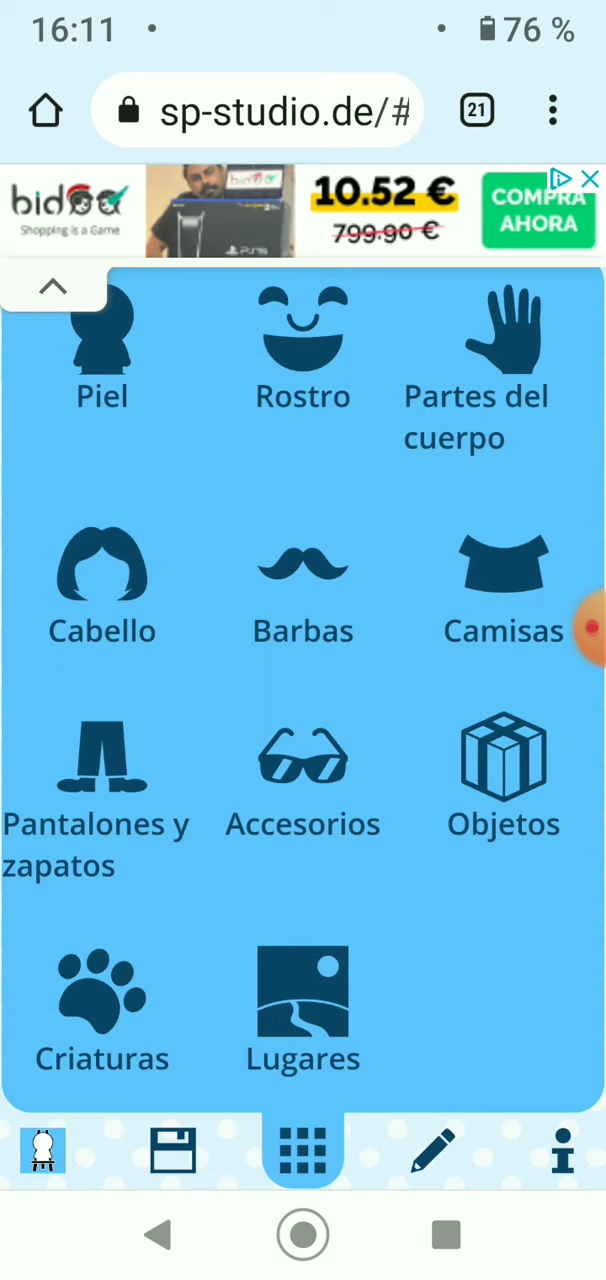 16:11
76 %
sp-studio.de/#
21
bidoo
Shopping is a Game
10.52 €
799.90 €
COMPRA
AHORA
Piel
Rostro
Partes del
cuerpo
Cabello
Barbas
Camisas
Pantalones y
zapatos
Accesorios
Objetos
Criaturas
Lugares